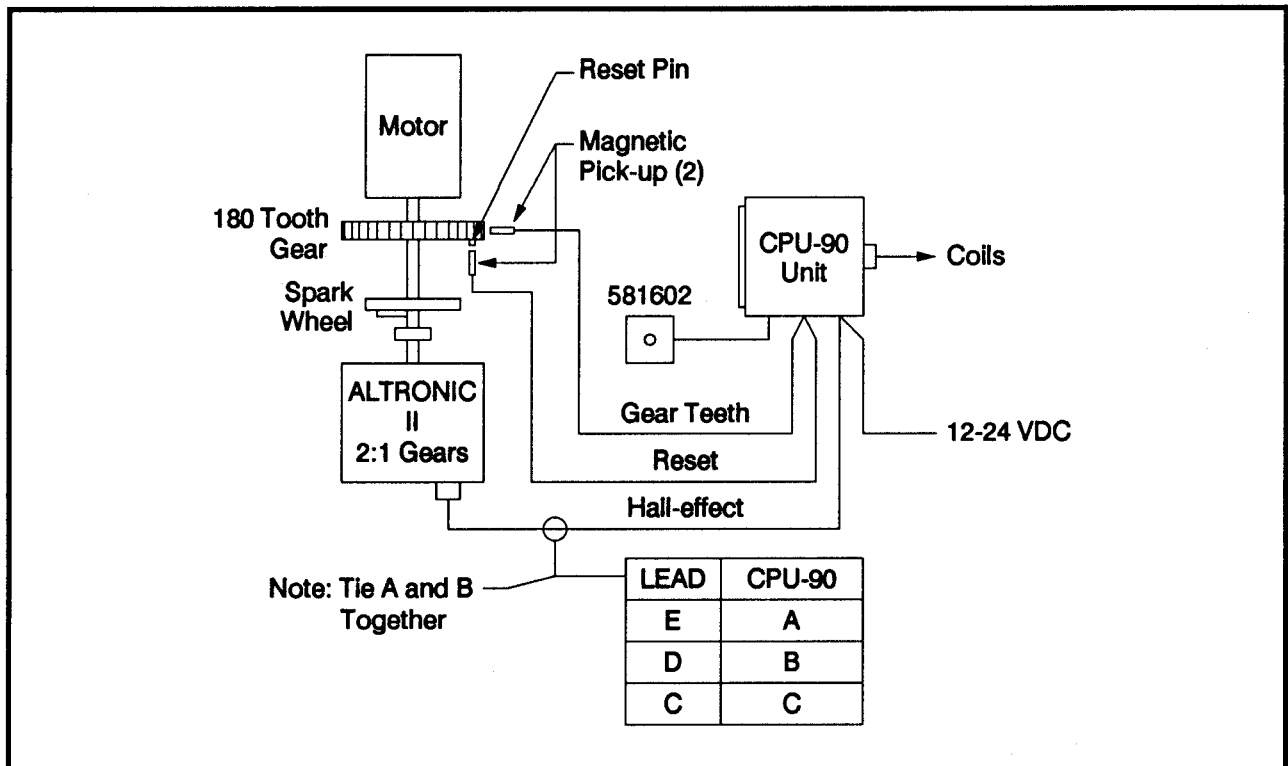 Motor
Reset Pin
Magnetic
Pick-up (2)
180 Tooth
Gear
Spark
Wheel
ALTRONIC
II
2:1 Gears
581602
CPU-90
Unit
Coils
Gear Teeth
12-24 VDC
Reset
Hall-effect
Note: Tie A and B
Together
LEAD CPU-90
E A
D B
C C